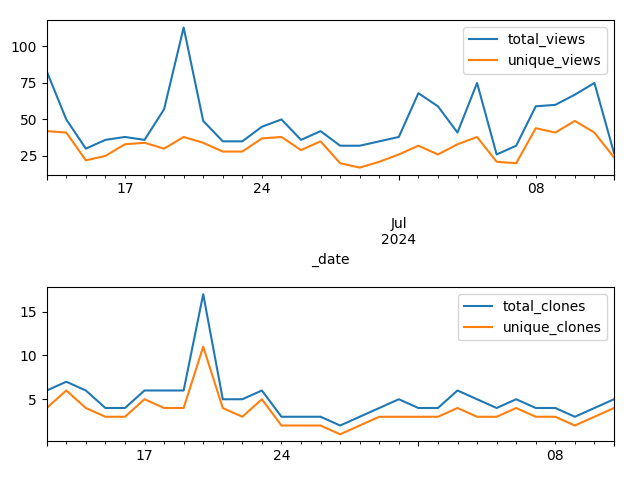 total_views
unique_views
100
75
50
25
17
24
08
Jul
2024
_date
total_clones
unique_clones
15
10
5
17
24
08